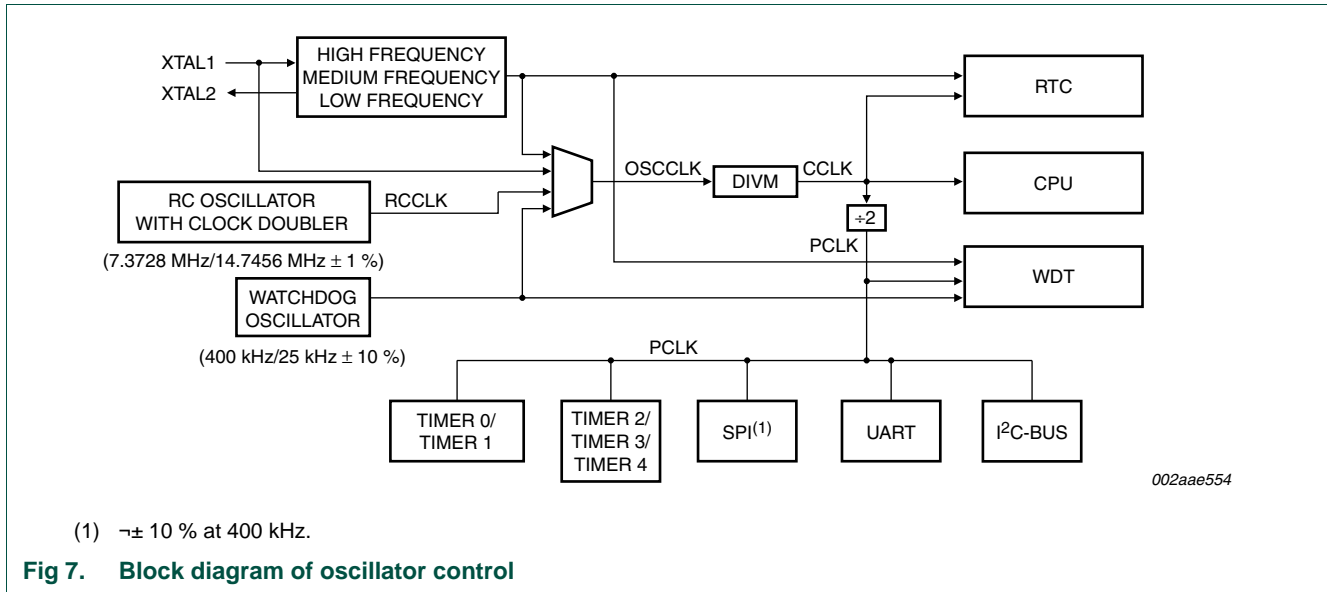 XTAL1
XTAL2
HIGH FREQUENCY
MEDIUM FREQUENCY
LOW FREQUENCY
RTC
OSCCLK
DIVM
CCLK
CPU
RC OSCILLATOR
WITH CLOCK DOUBLER
RCCLK
÷2
(7.3728 MHz/14.7456 MHz ± 1 %)
PCLK
WDT
WATCHDOG
OSCILLATOR
(400 kHz/25 kHz ± 10 %)
PCLK
TIMER 0/
TIMER 1
TIMER 2/
TIMER 3/
TIMER 4
SPI(1)
UART
I²C-BUS
002aae554
(1) ¬± 10 % at 400 kHz.
Fig 7. Block diagram of oscillator control